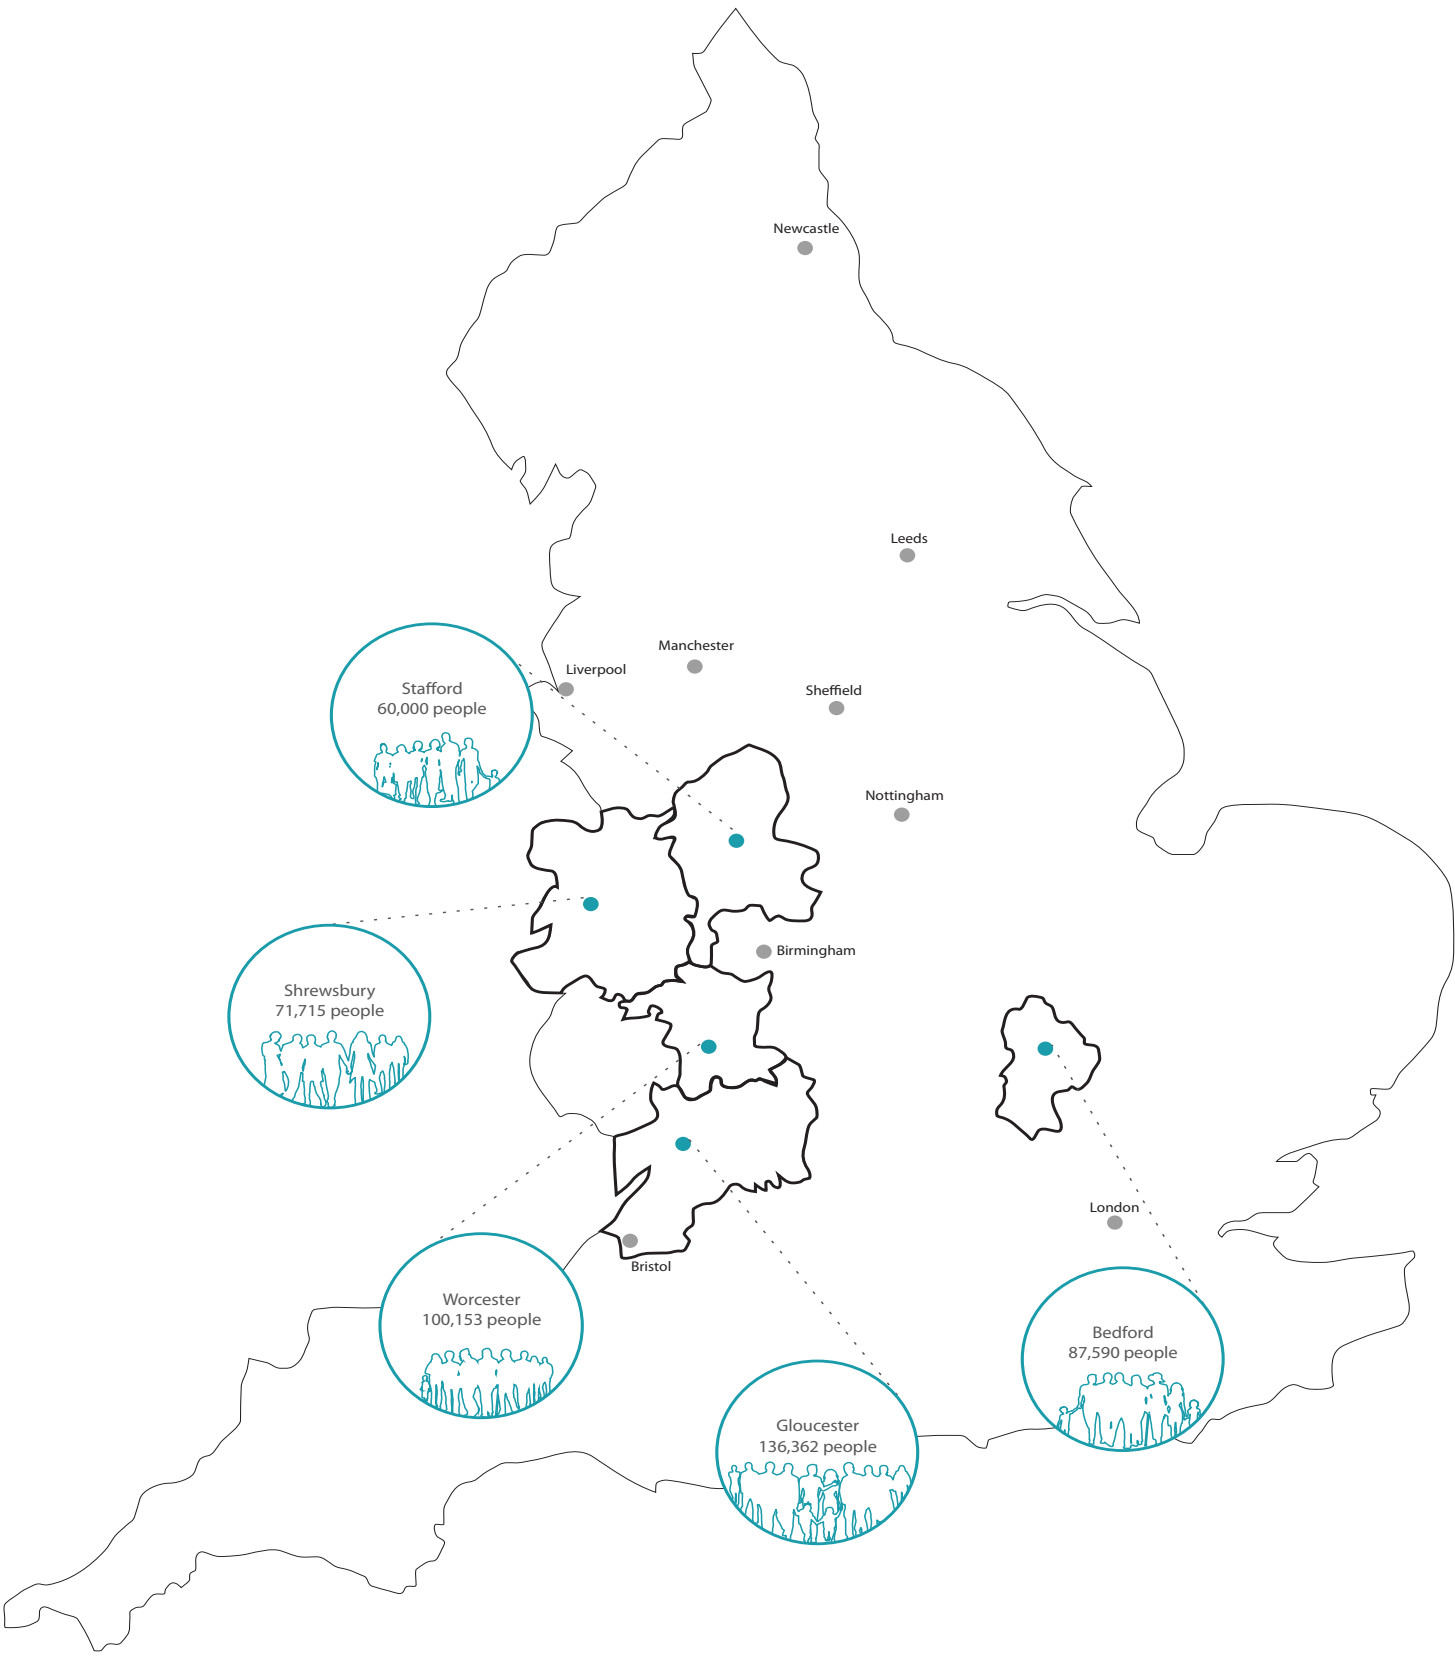 Newcastle
Leeds
Manchester
Liverpool
Sheffield
Stafford
60,000 people
Nottingham
Birmingham
Shrewsbury
71,715 people
London
Bristol
Worcester
100,153 people
Bedford
87,590 people
Gloucester
136,362 people